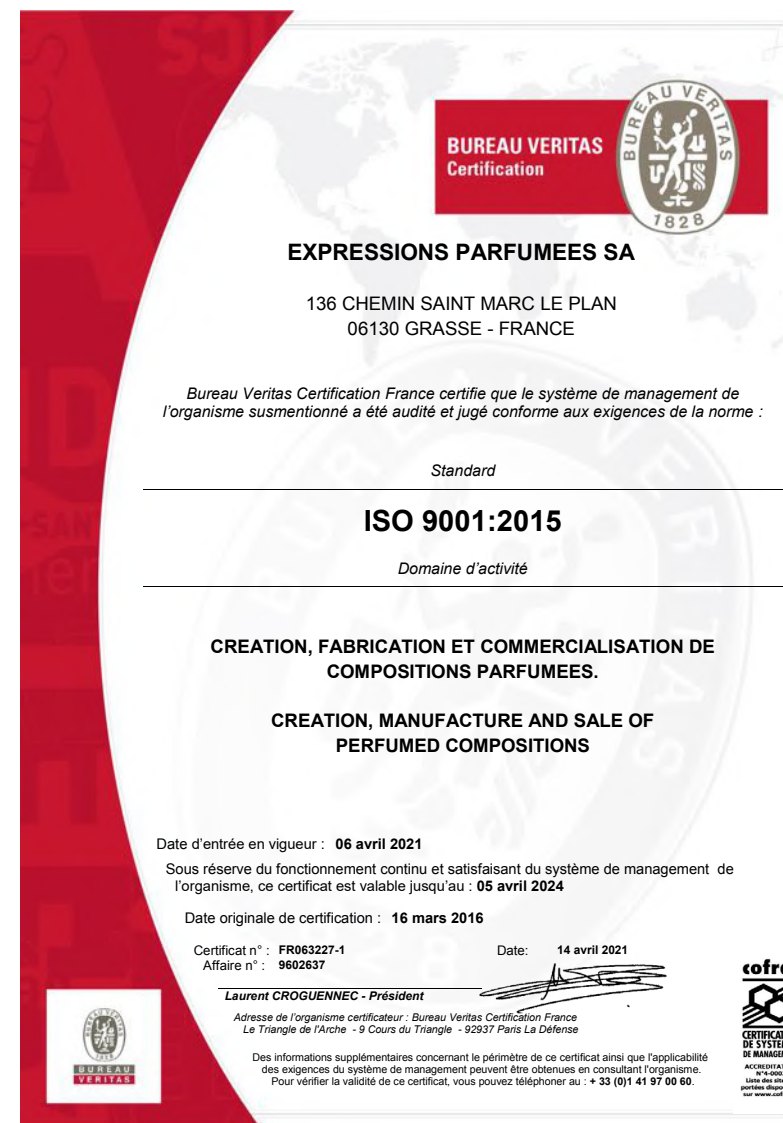 BUREAU VERITAS
Certification
BUREAU VERITAS
1828
EXPRESSIONS PARFUMEES SA
136 CHEMIN SAINT MARC LE PLAN
06130 GRASSE - FRANCE
Bureau Veritas Certification France certifie que le système de management de
l’organisme susmentionné a été audité et jugé conforme aux exigences de la norme :
Standard
ISO 9001:2015
Domaine d’activité
CREATION, FABRICATION ET COMMERCIALISATION DE
COMPOSITIONS PARFUMEES.
CREATION, MANUFACTURE AND SALE OF
PERFUMED COMPOSITIONS
Date d’entrée en vigueur : 06 avril 2021
Sous réserve du fonctionnement continu et satisfaisant du système de management de
l’organisme, ce certificat est valable jusqu’au : 05 avril 2024
Date originale de certification : 16 mars 2016
Certificat n° : FR063227-1 Date: 14 avril 2021
Affaire n° : 9602637
Laurent CROGUENNEC - Président
Adresse de l’organisme certificateur : Bureau Veritas Certification France
Le Triangle de l'Arche - 9 Cours du Triangle - 92937 Paris La Défense
Des informations supplémentaires concernant le périmètre de ce certificat ainsi que l'applicabilité
des exigences du système de management peuvent être obtenues en consultant l'organisme.
Pour vérifier la validité de ce certificat, vous pouvez téléphoner au : + 33 (0)1 41 97 00 60.
BUREAU
VERITAS